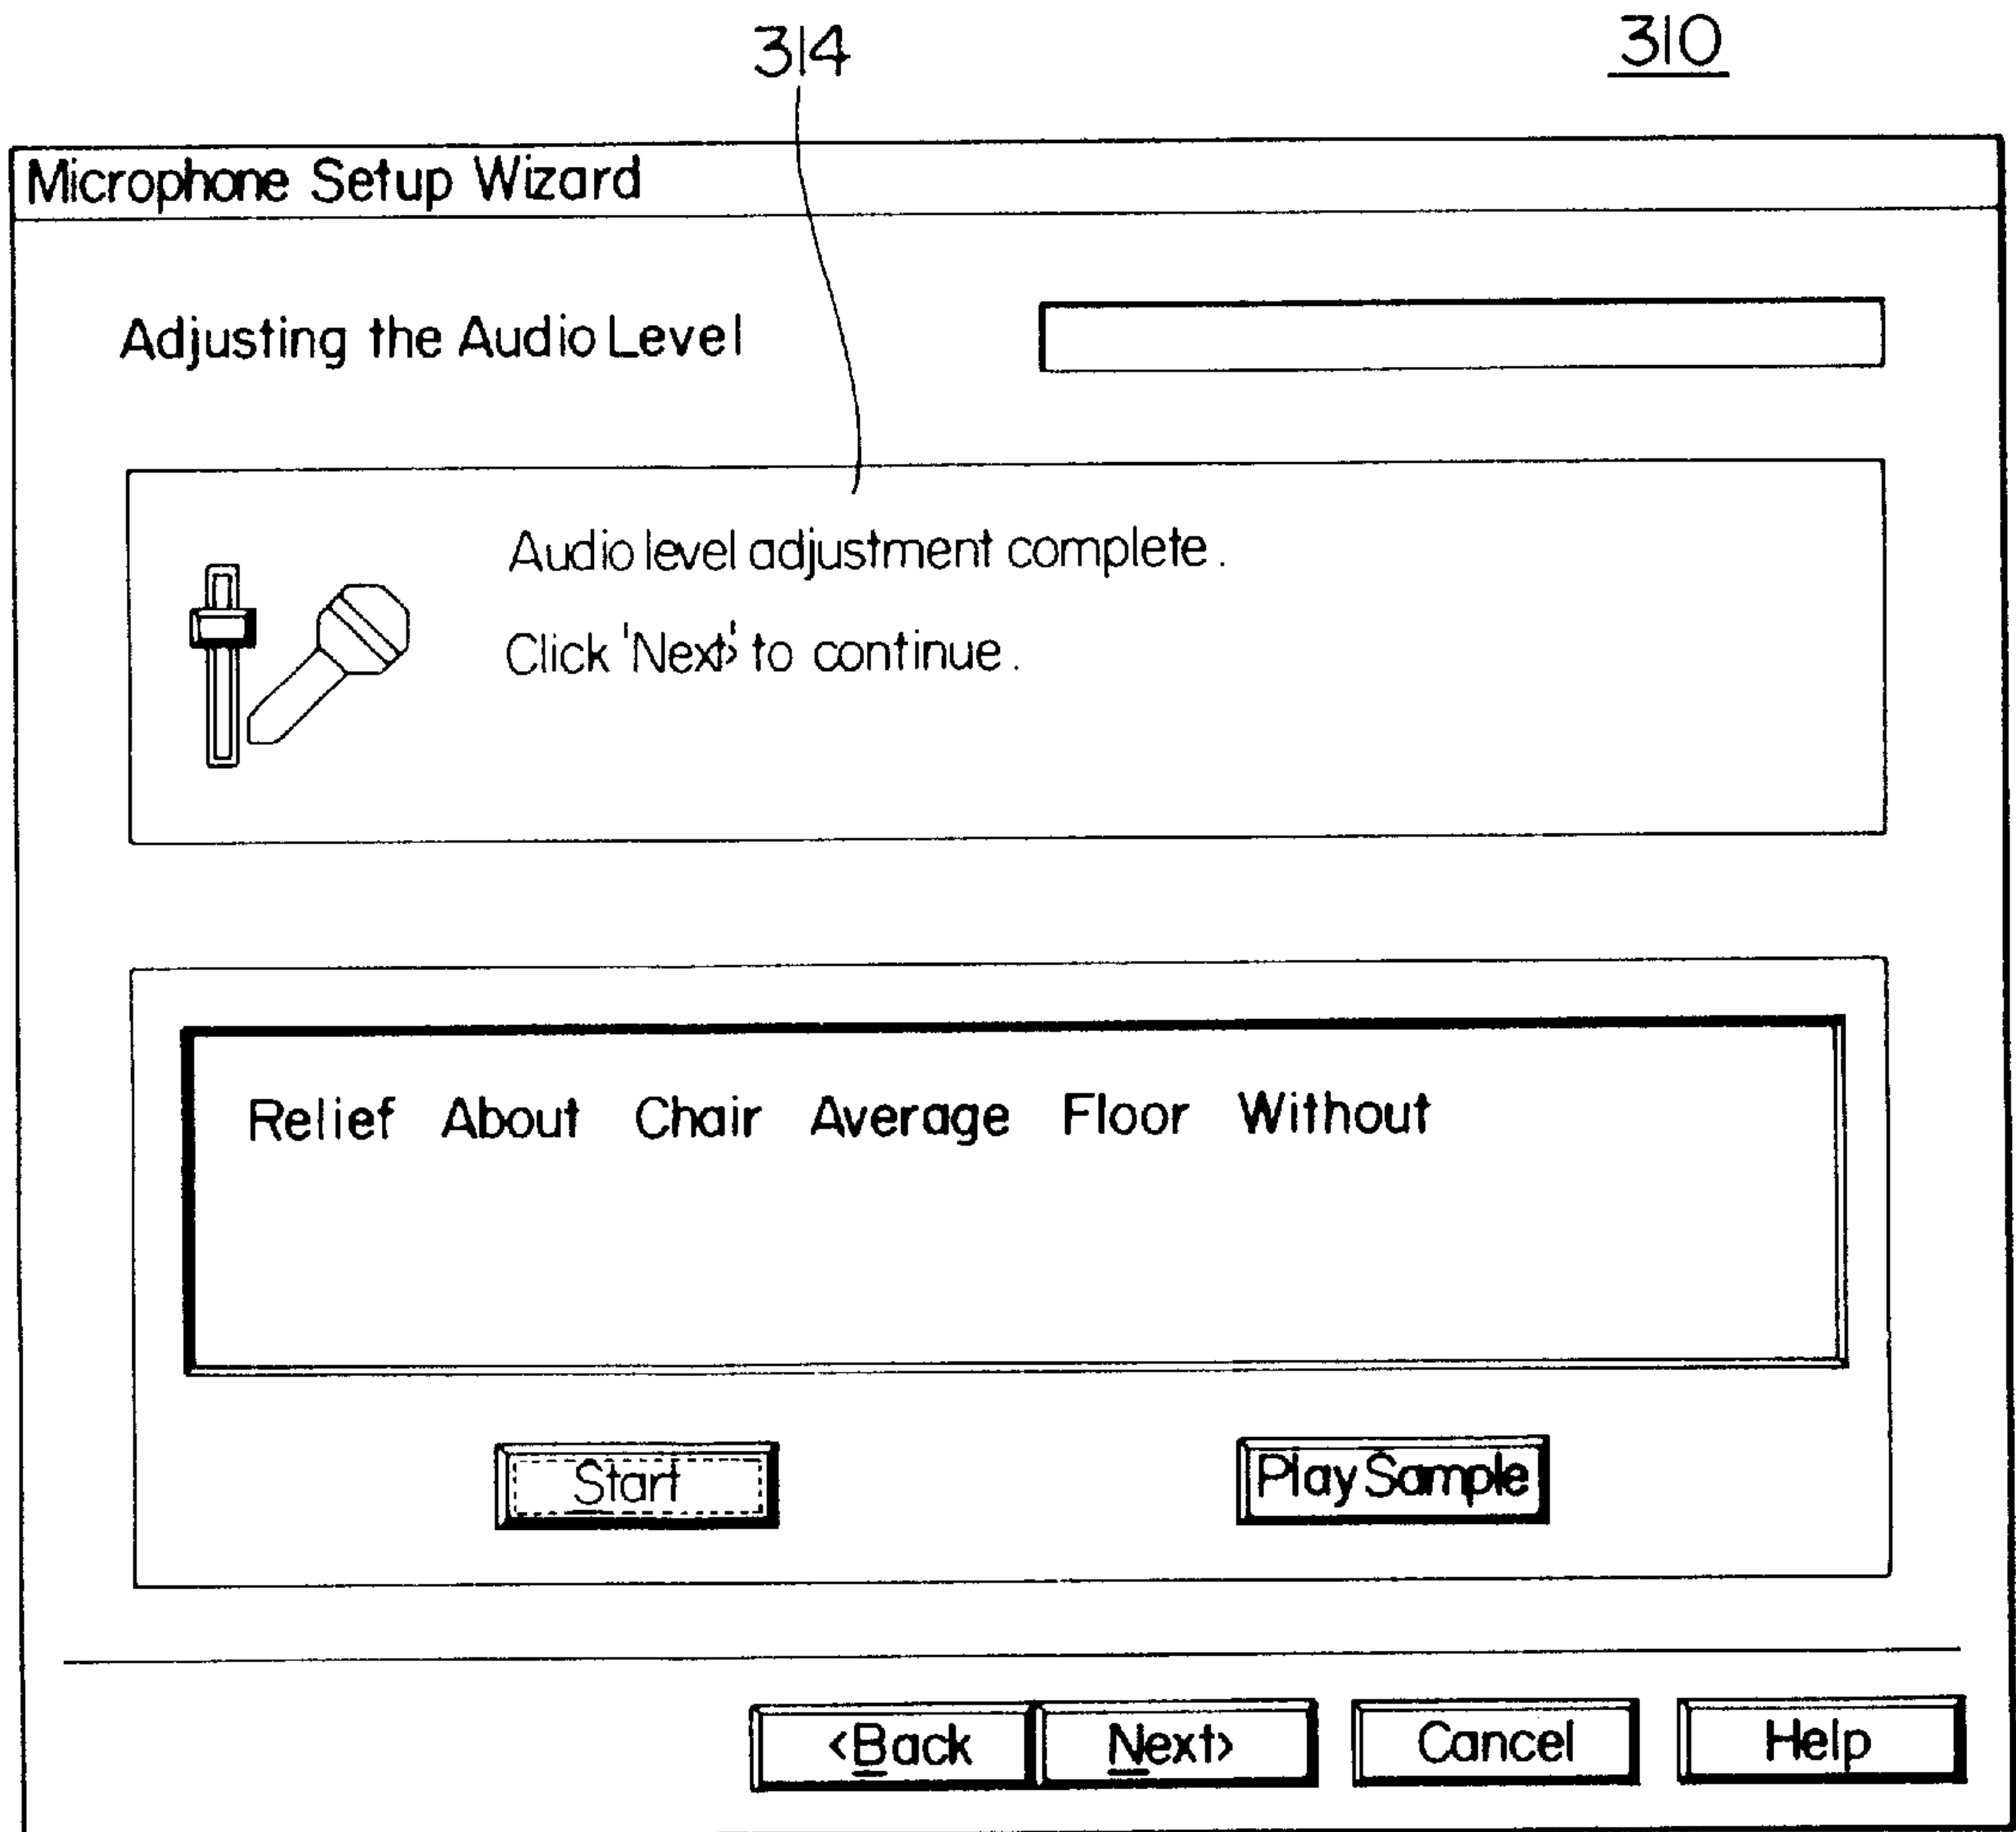 314 310
Microphone Setup Wizard
Adjusting the Audio Level
Audio level adjustment complete.
Click 'Next>' to continue.
Relief About Chair Average Floor Without
Start Play Sample
<Back Next> Cancel Help